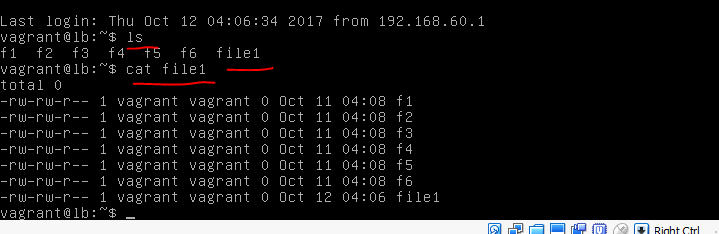 Last login: Thu Oct 12 04:06:34 2017 from 192.168.60.1
vagrant@lb:~$ ls
f1  f2  f3  f4  f5  f6  file1
vagrant@lb:~$ cat file1
total 0
-rw-rw-r-- 1 vagrant vagrant 0 Oct 11 04:08 f1
-rw-rw-r-- 1 vagrant vagrant 0 Oct 11 04:08 f2
-rw-rw-r-- 1 vagrant vagrant 0 Oct 11 04:08 f3
-rw-rw-r-- 1 vagrant vagrant 0 Oct 11 04:08 f4
-rw-rw-r-- 1 vagrant vagrant 0 Oct 11 04:08 f5
-rw-rw-r-- 1 vagrant vagrant 0 Oct 11 04:08 f6
-rw-rw-r-- 1 vagrant vagrant 0 Oct 12 04:06 file1
vagrant@lb:~$ _
Right Ctrl